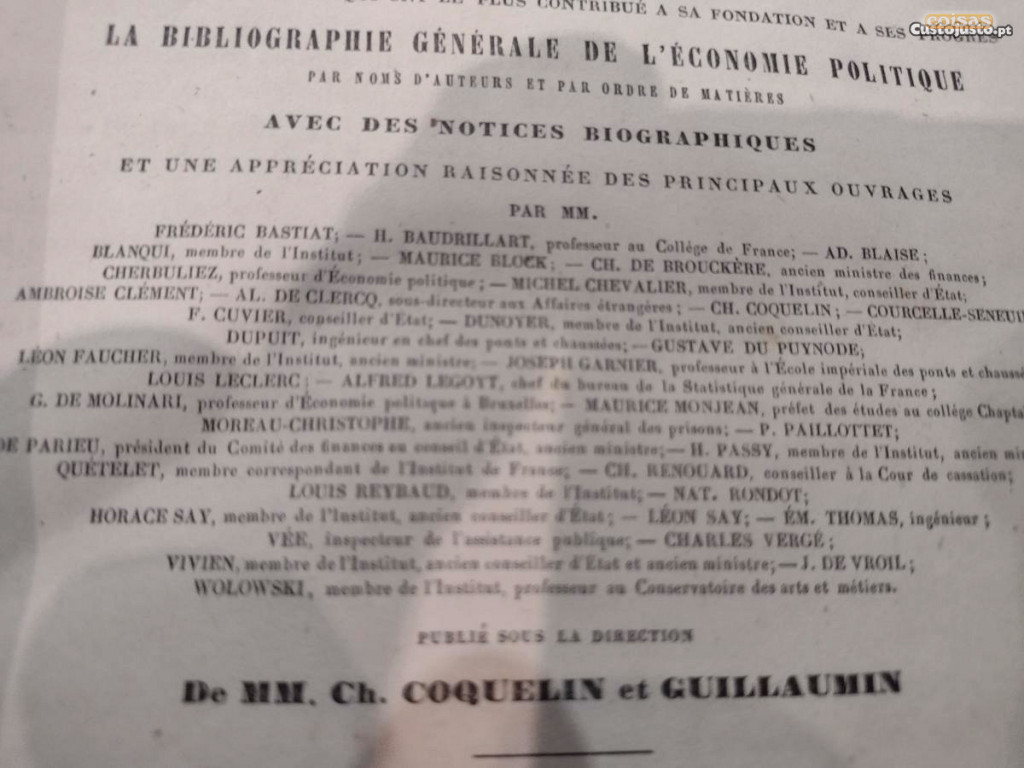 PLUS CONTRIBUÉ A SA FONDATION ET A SES PROGRÈS
LA BIBLIOGRAPHIE GÉNÉRALE DE L'ÉCONOMIE POLITIQUE
PAR NOMS D'AUTEURS ET PAR ORDRE DE MATIÈRES
AVEC DES NOTICES BIOGRAPHIQUES
ET UNE APPRÉCIATION RAISONNÉE DES PRINCIPAUX OUVRAGES
PAR MM.
FRÉDÉRIC BASTIAT; — H. BAUDRILLART, professeur au Collége de France; — AD. BLAISE;
BLANQUI, membre de l'Institut; — MAURICE BLOCK; — CH. DE BROUCKÈRE, ancien ministre des finances;
CHERBULIEZ, professeur d'Économie politique; — MICHEL CHEVALIER, membre de l'Institut, conseiller d'État;
AMBROISE CLÉMENT; — AL. DE CLERCQ, sous-directeur aux Affaires étrangères; — CH. COQUELIN; — COURCELLE-SENEUI
F. CUVIER, conseiller d'État; — DUNOYER, membre de l'Institut, ancien conseiller d'État;
DUPUIT, ingénieur en chef des ponts et chaussées; — GUSTAVE DU PUYNODE;
LÉON FAUCHER, membre de l'Institut, ancien ministre; — JOSEPH GARNIER, professeur à l'École impériale des ponts et chaussé
LOUIS LECLERC; — ALFRED LEGOYT, chef du bureau de la Statistique générale de la France;
G. DE MOLINARI, professeur d'Économie politique à Bruxelles; — MAURICE MONJEAN, préfet des études au collége Chapta
MOREAU-CHRISTOPHE, ancien inspecteur général des prisons; — P. PAILLOTTET;
DE PARIEU, président du Comité des finances au conseil d'État, ancien ministre; — H. PASSY, membre de l'Institut, ancien mi
QUÉTELET, membre correspondant de l'Institut de France; — CH. RENOUARD, conseiller à la Cour de cassation;
LOUIS REYBAUD, membre de l'Institut; — NAT. RONDOT;
HORACE SAY, membre de l'Institut, ancien conseiller d'État; — LÉON SAY; — ÉM. THOMAS, ingénieur;
VÉE, inspecteur de l'assistance publique; — CHARLES VERGÉ;
VIVIEN, membre de l'Institut, ancien conseiller d'État et ancien ministre; — J. DE VROIL;
WOLOWSKI, membre de l'Institut, professeur au Conservatoire des arts et métiers.
PUBLIÉ SOUS LA DIRECTION
De MM. Ch. COQUELIN et GUILLAUMIN
coisas
CustoJusto.pt